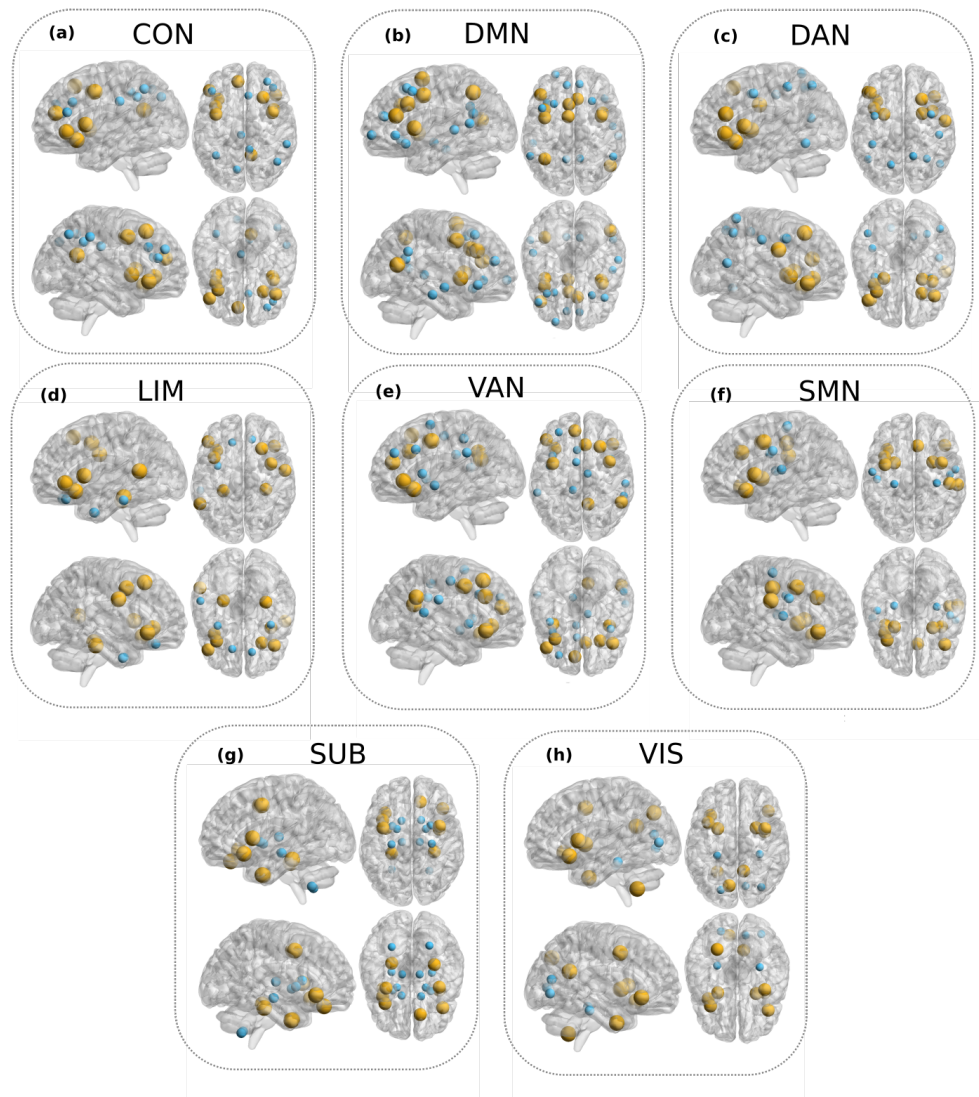 (a) CON
(b) DMN
(c) DAN
(d) LIM
(e) VAN
(f) SMN
(g) SUB
(h) VIS